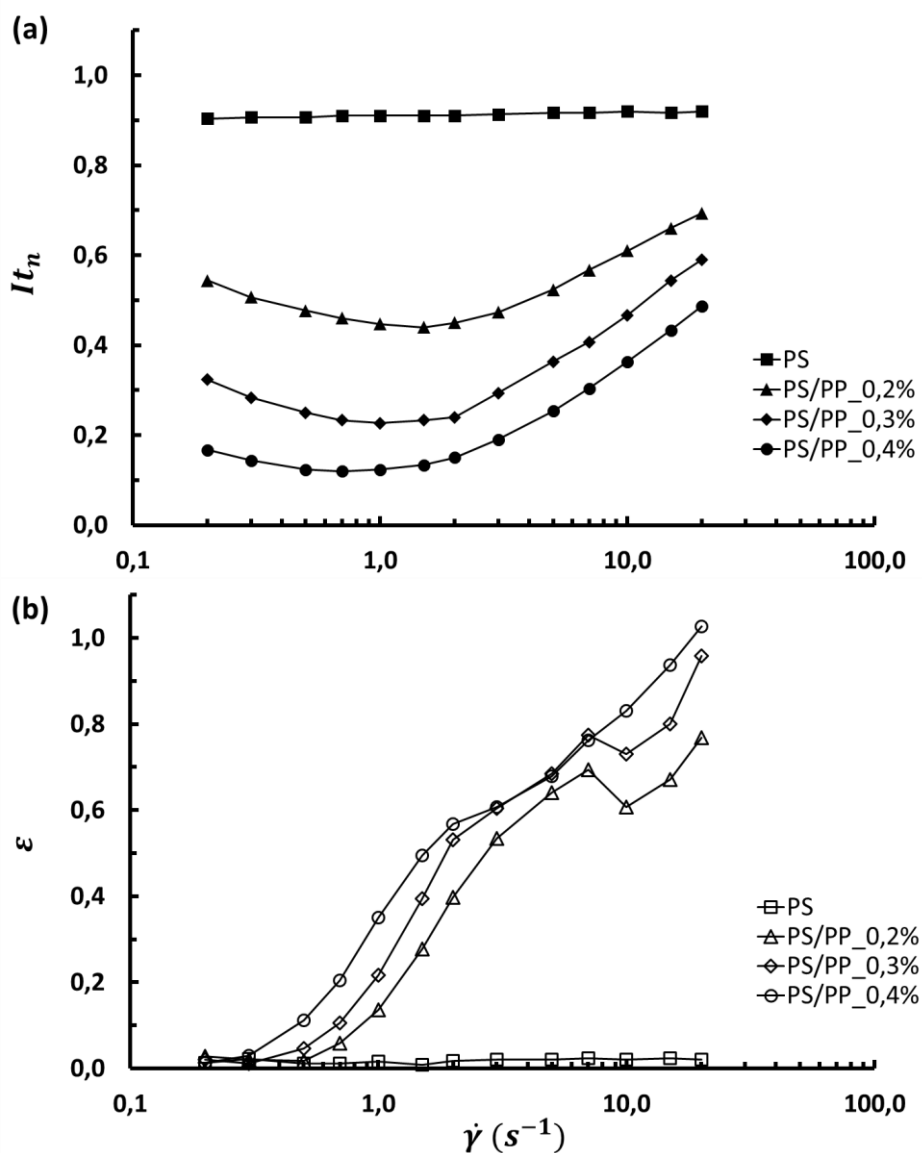 (a)
1,0
0,8
0,6
0,4
0,2
0,0
It_n
0,1 1,0 10,0 100,0
PS
PS/PP_0,2%
PS/PP_0,3%
PS/PP_0,4%
(b)
1,0
0,8
0,6
0,4
0,2
0,0
ε
0,1 1,0 10,0 100,0
PS
PS/PP_0,2%
PS/PP_0,3%
PS/PP_0,4%
γ̇ (s⁻¹)